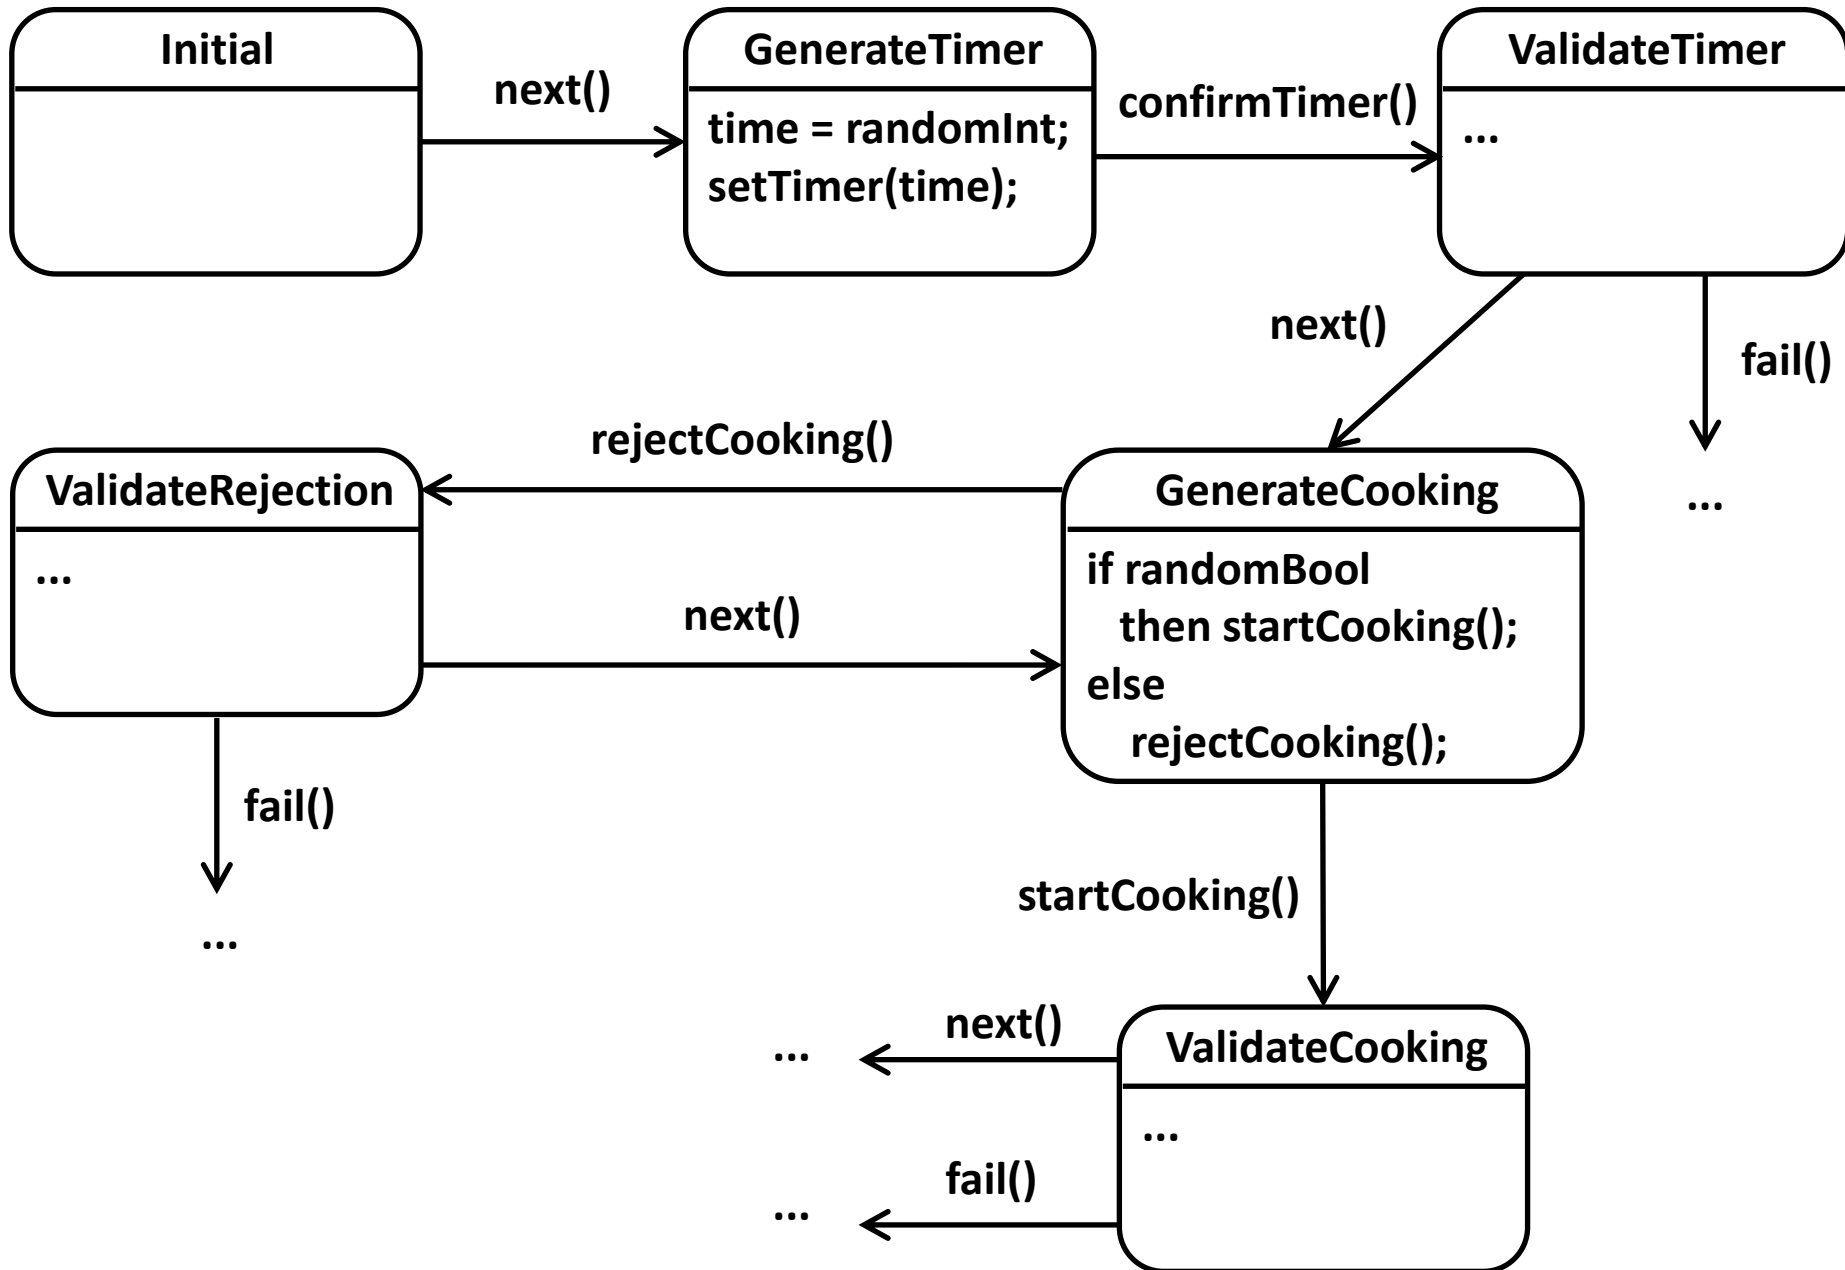 Initial
next()
GenerateTimer
time = randomInt;
setTimer(time);
confirmTimer()
ValidateTimer
...
next()
fail()
...
rejectCooking()
ValidateRejection
...
next()
fail()
...
GenerateCooking
if randomBool
then startCooking();
else
rejectCooking();
startCooking()
ValidateCooking
...
next()
...
fail()
...